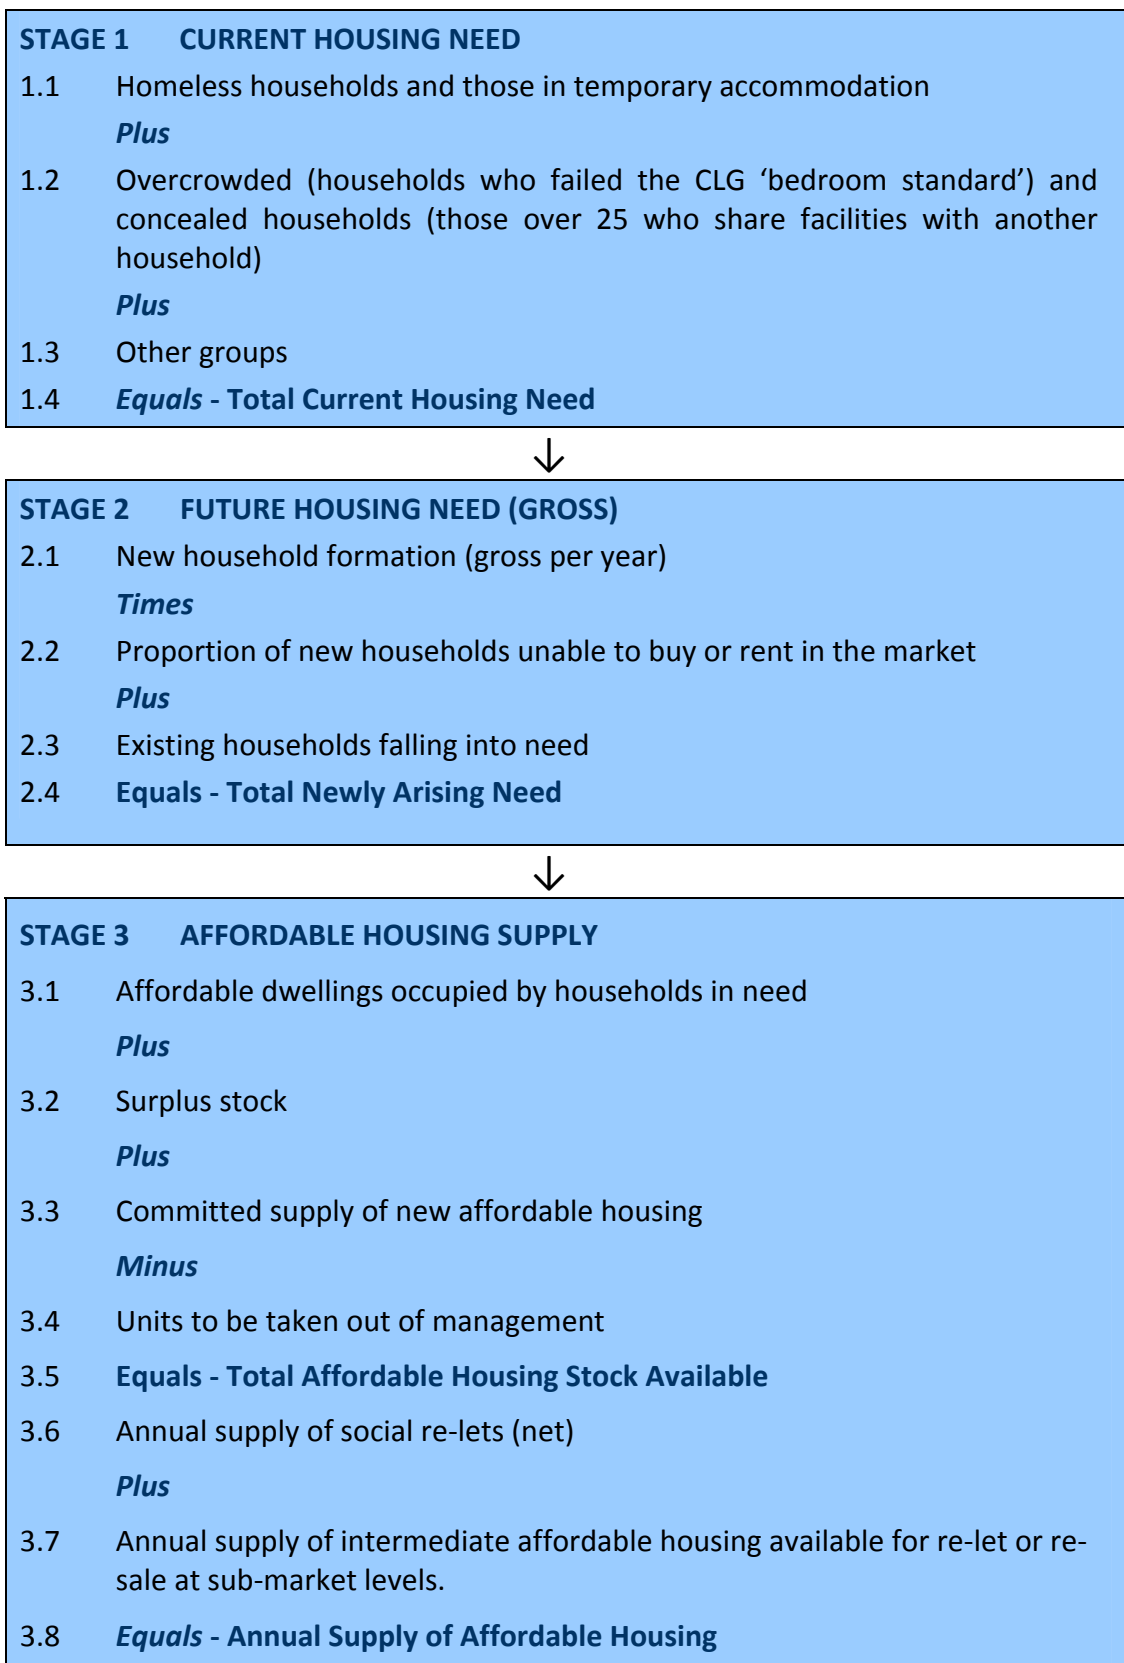 STAGE 1 CURRENT HOUSING NEED
1.1 Homeless households and those in temporary accommodation
Plus
1.2 Overcrowded (households who failed the CLG ‘bedroom standard’) and
concealed households (those over 25 who share facilities with another
household)
Plus
1.3 Other groups
1.4 Equals - Total Current Housing Need
↓
STAGE 2 FUTURE HOUSING NEED (GROSS)
2.1 New household formation (gross per year)
Times
2.2 Proportion of new households unable to buy or rent in the market
Plus
2.3 Existing households falling into need
2.4 Equals - Total Newly Arising Need
↓
STAGE 3 AFFORDABLE HOUSING SUPPLY
3.1 Affordable dwellings occupied by households in need
Plus
3.2 Surplus stock
Plus
3.3 Committed supply of new affordable housing
Minus
3.4 Units to be taken out of management
3.5 Equals - Total Affordable Housing Stock Available
3.6 Annual supply of social re-lets (net)
Plus
3.7 Annual supply of intermediate affordable housing available for re-let or re-
sale at sub-market levels.
3.8 Equals - Annual Supply of Affordable Housing